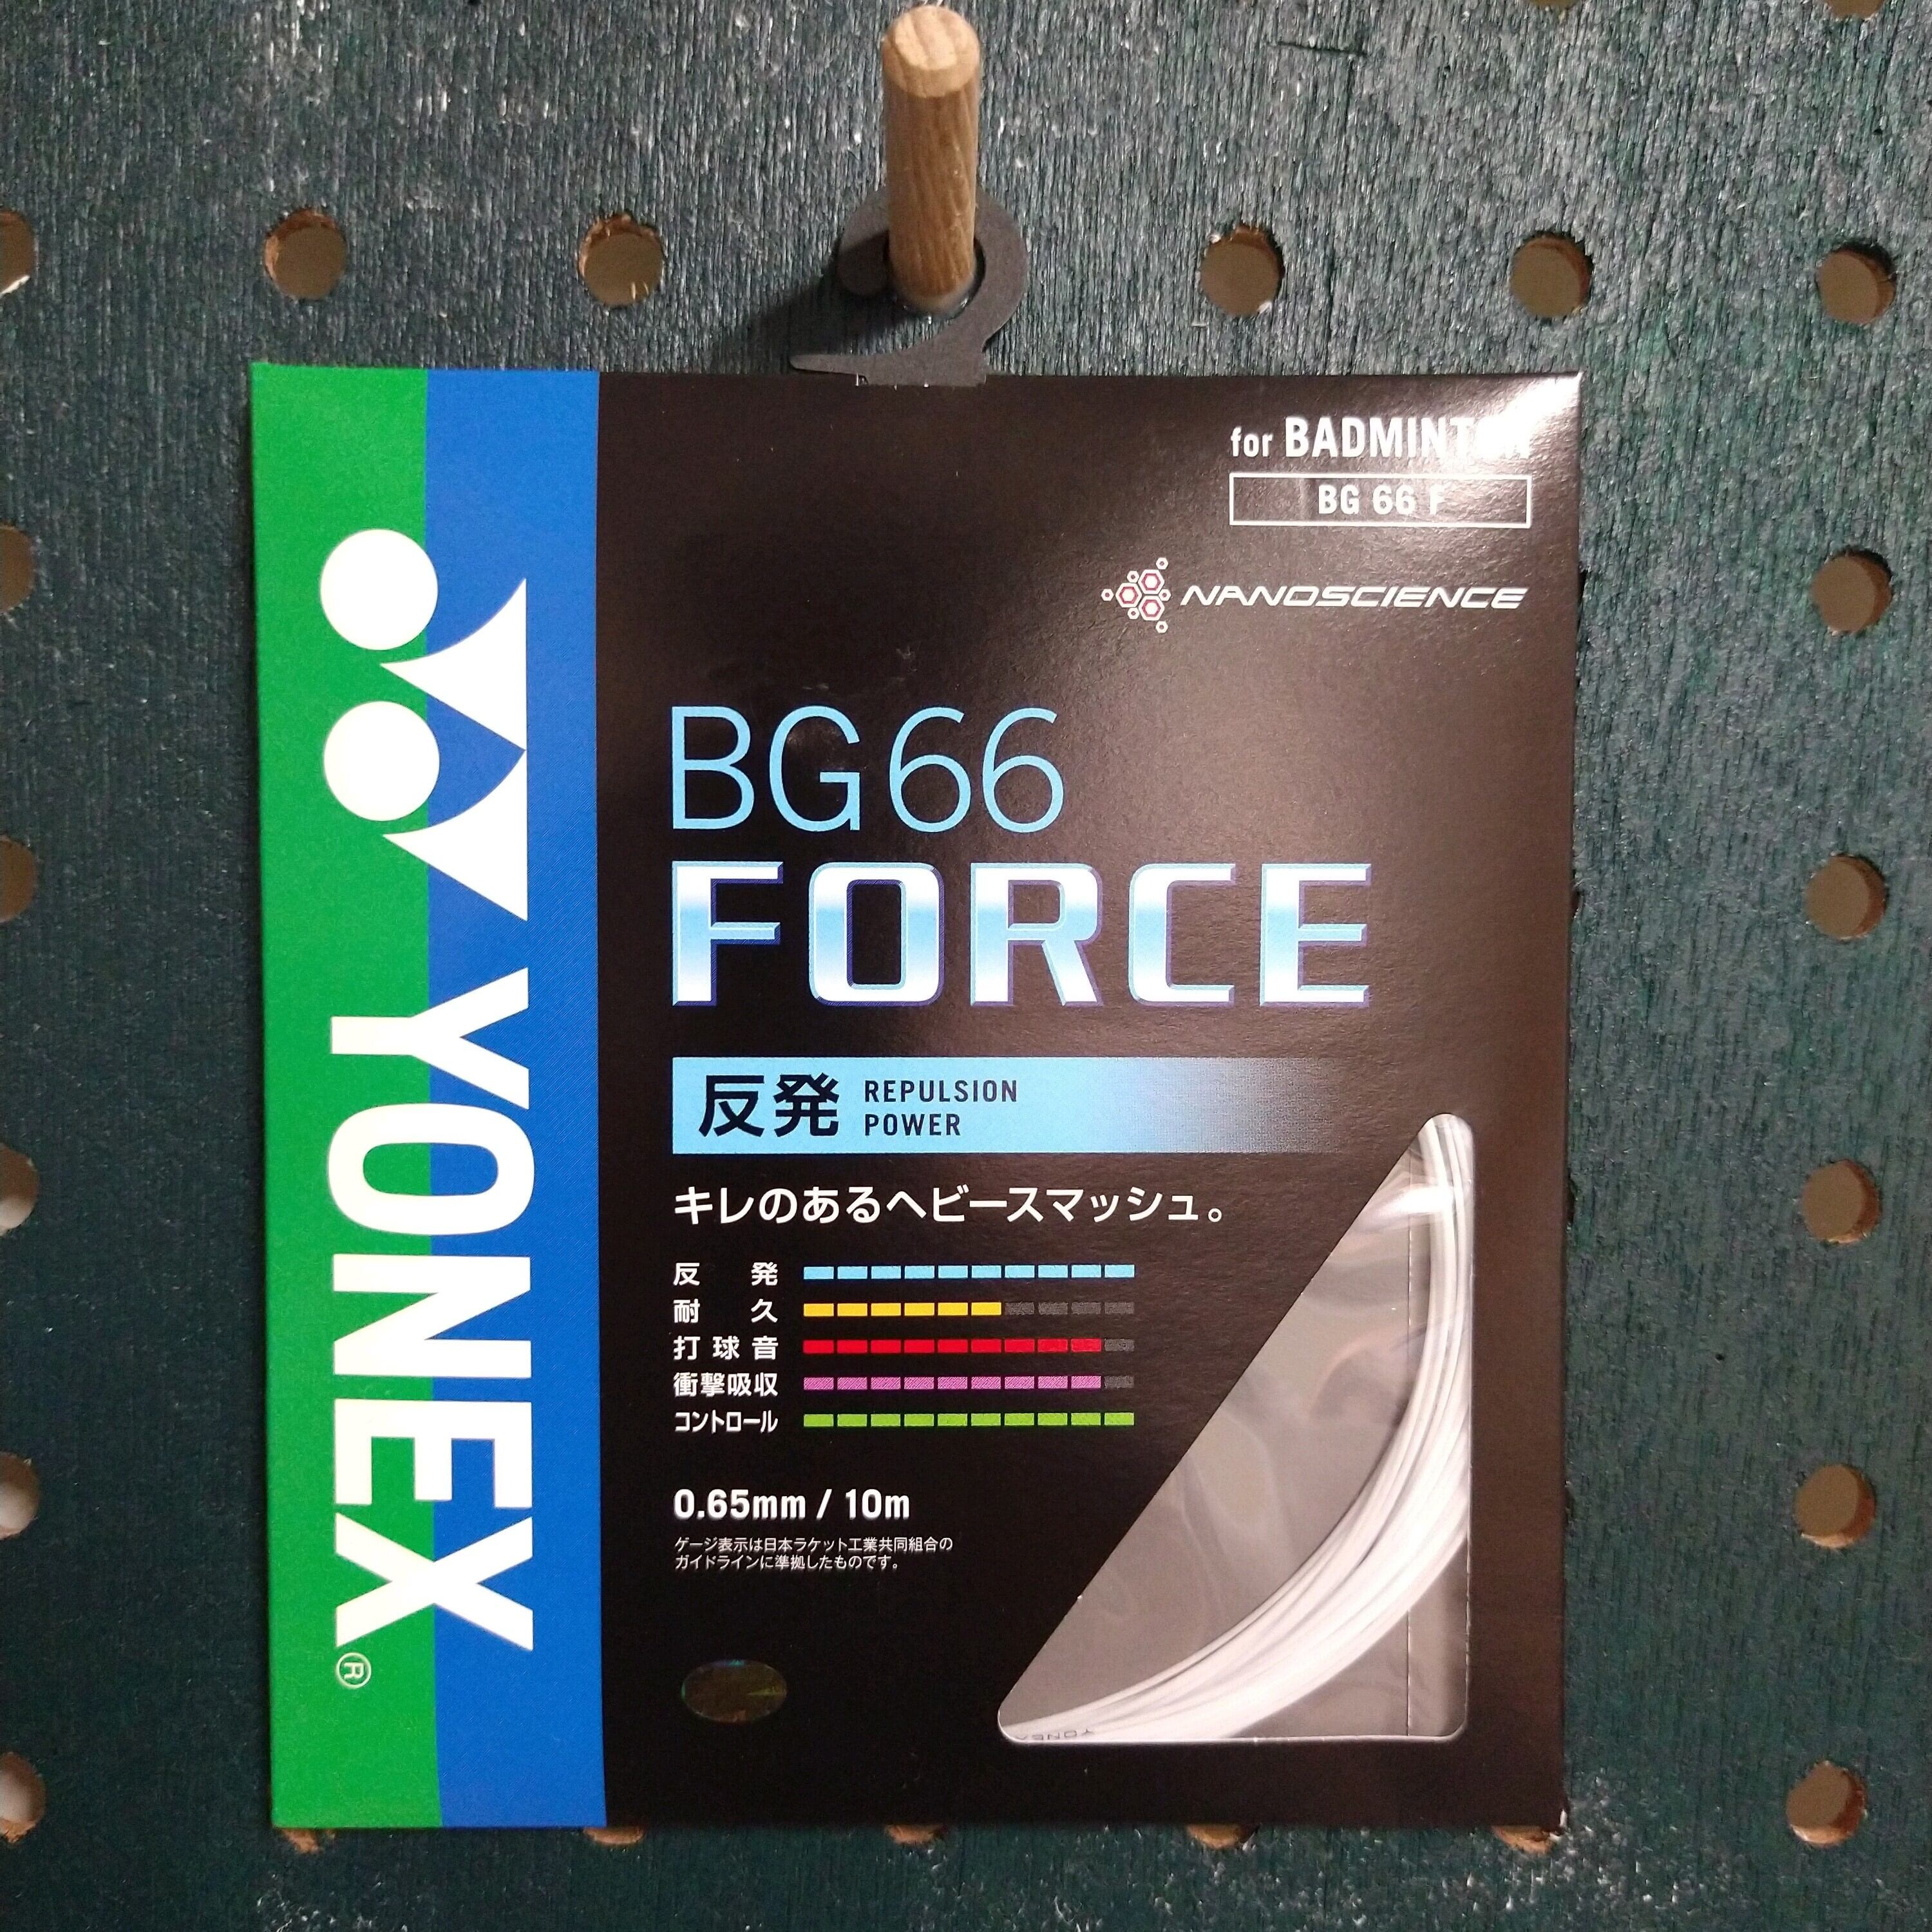 for BADMINTON
BG 66 F
NANOSCIENCE
YONEX®
BG66
FORCE
反発 REPULSION
POWER
キレのあるヘビースマッシュ。
反発
耐久
打球音
衝撃吸収
コントロール
0.65mm / 10m
ゲージ表示は日本ラケット工業共同組合の
ガイドラインに準拠したものです。
YONEX